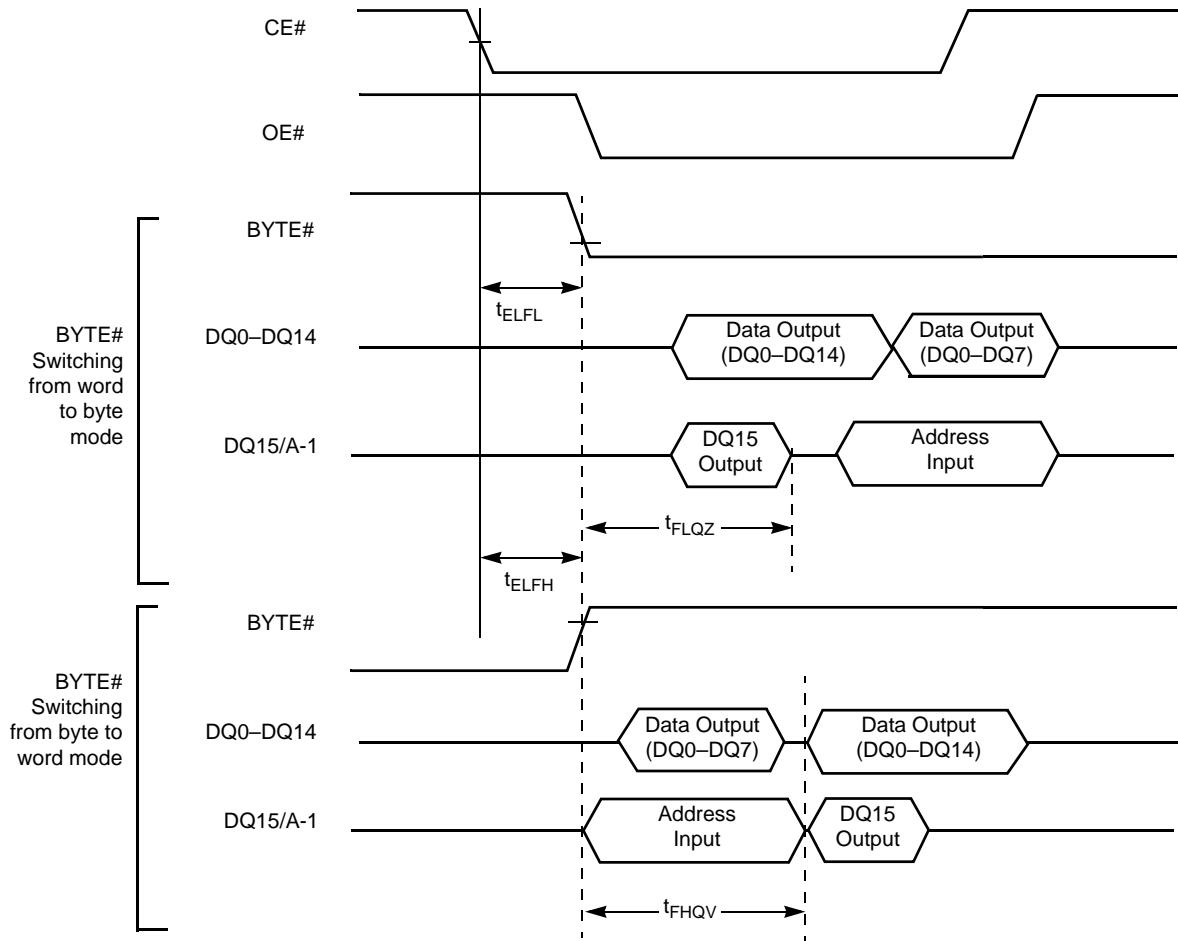 CE#
OE#
BYTE#
Switching
from word
to byte
mode
BYTE#
tELFL
DQ0–DQ14
Data Output
(DQ0–DQ14)
Data Output
(DQ0–DQ7)
DQ15/A-1
DQ15
Output
Address
Input
tFLQZ
tELFH
BYTE#
Switching
from byte to
word mode
BYTE#
DQ0–DQ14
Data Output
(DQ0–DQ7)
Data Output
(DQ0–DQ14)
DQ15/A-1
Address
Input
DQ15
Output
tFHQV